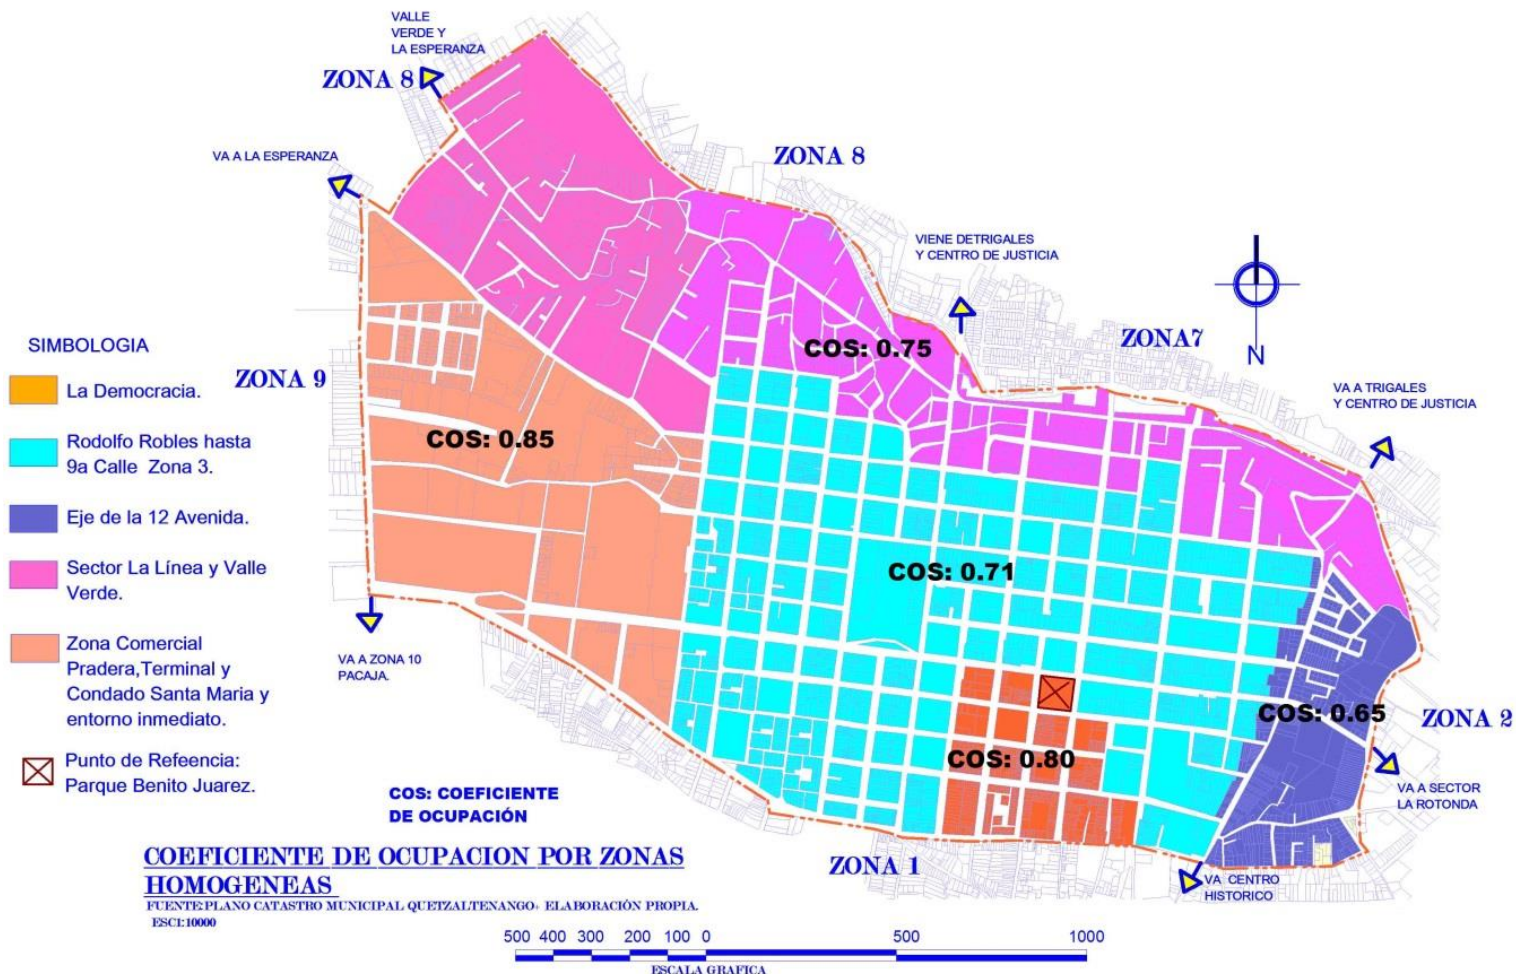 VALLE
VERDE Y
LA ESPERANZA
ZONA 8
VA A LA ESPERANZA
ZONA 8
VIENE DETRIGALES
Y CENTRO DE JUSTICIA
ZONA7
N
VA A TRIGALES
Y CENTRO DE JUSTICIA
SIMBOLOGIA
La Democracia.
Rodolfo Robles hasta
9a Calle Zona 3.
Eje de la 12 Avenida.
Sector La Línea y Valle
Verde.
Zona Comercial
Pradera,Terminal y
Condado Santa Maria y
entorno inmediato.
Punto de Refeencia:
Parque Benito Juarez.
ZONA 9
COS: 0.75
COS: 0.85
COS: 0.71
COS: 0.65
COS: 0.80
VA A ZONA 10
PACAJA.
ZONA 2
VA A SECTOR
LA ROTONDA
COS: COEFICIENTE
DE OCUPACIÓN
ZONA 1
VA CENTRO
HISTORICO
COEFICIENTE DE OCUPACION POR ZONAS
HOMOGENEAS
FUENTE:PLANO CATASTRO MUNICIPAL QUETZALTENANGO+ ELABORACIÓN PROPIA.
ESC1:10000
500 400 300 200 100 0 500 1000
ESCALA GRAFICA